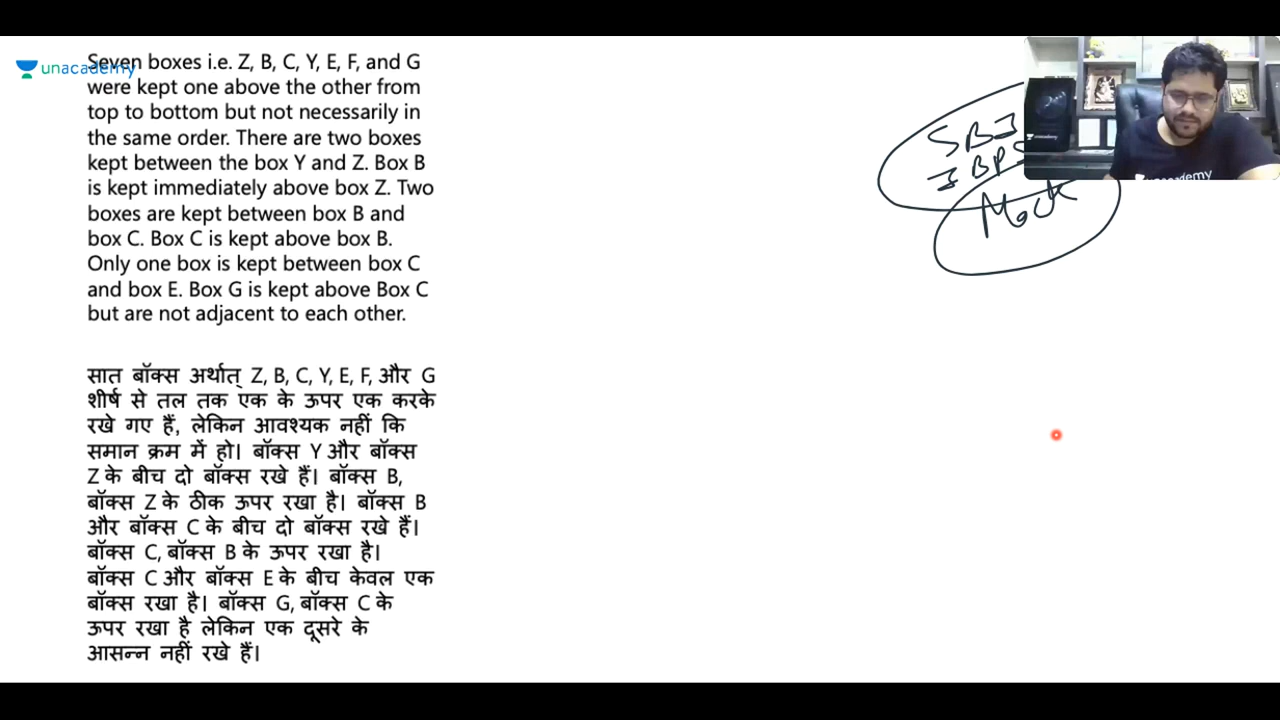 Seven boxes i.e. Z, B, C, Y, E, F, and G
unacademy
were kept one above the other from
top to bottom but not necessarily in
the same order. There are two boxes
kept between the box Y and Z. Box B
is kept immediately above box Z. Two
boxes are kept between box B and
box C. Box C is kept above box B.
Only one box is kept between box C
and box E. Box G is kept above Box C
but are not adjacent to each other.
सात बॉक्स अर्थात् Z, B, C, Y, E, F, और G
शीर्ष से तल तक एक के ऊपर एक करके
रखे गए हैं, लेकिन आवश्यक नहीं कि
समान क्रम में हो। बॉक्स Y और बॉक्स
Z के बीच दो बॉक्स रखे हैं। बॉक्स B,
बॉक्स Z के ठीक ऊपर रखा है। बॉक्स B
और बॉक्स C के बीच दो बॉक्स रखे हैं।
बॉक्स C, बॉक्स B के ऊपर रखा है।
बॉक्स C और बॉक्स E के बीच केवल एक
बॉक्स रखा है। बॉक्स G, बॉक्स C के
ऊपर रखा है लेकिन एक दूसरे के
आसन्न नहीं रखे हैं।
SBI
IBPS
Mock
unacademy
unacademy